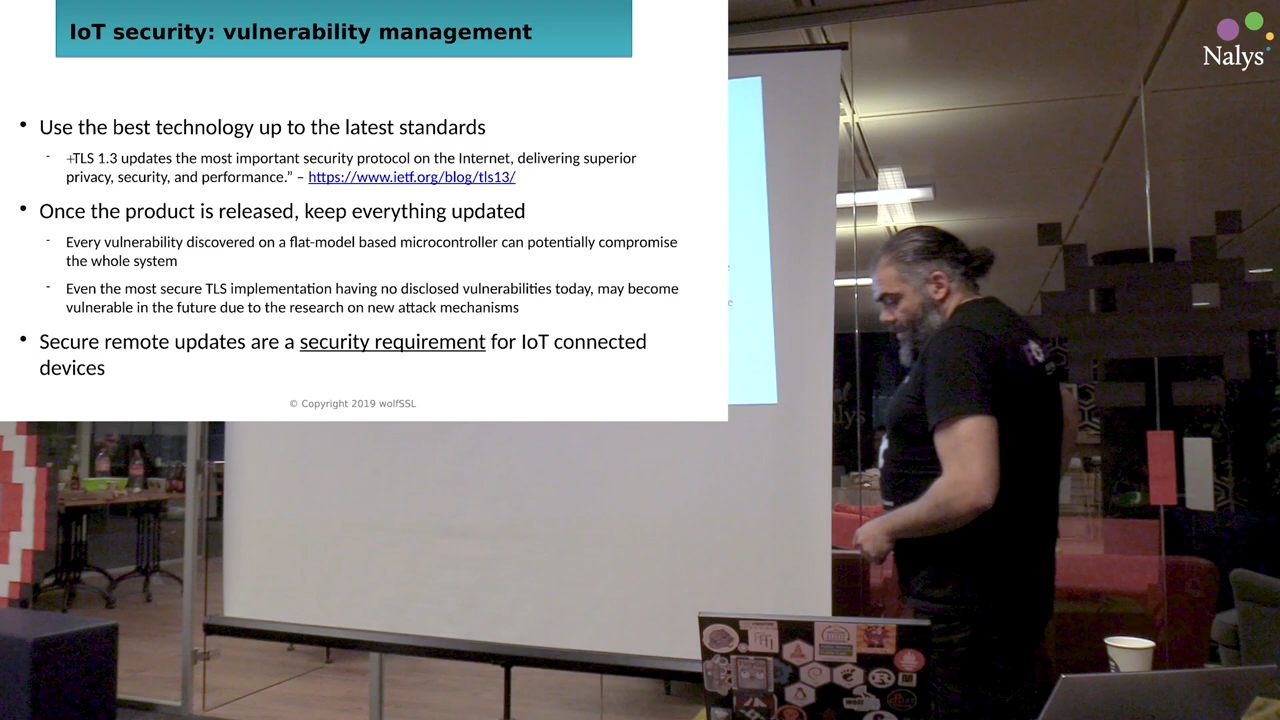 IoT security: vulnerability management
Nalys
• Use the best technology up to the latest standards
- +TLS 1.3 updates the most important security protocol on the Internet, delivering superior
privacy, security, and performance.” – https://www.ietf.org/blog/tls13/
• Once the product is released, keep everything updated
- Every vulnerability discovered on a flat-model based microcontroller can potentially compromise
the whole system
- Even the most secure TLS implementation having no disclosed vulnerabilities today, may become
vulnerable in the future due to the research on new attack mechanisms
• Secure remote updates are a security requirement for IoT connected
devices
© Copyright 2019 wolfSSL